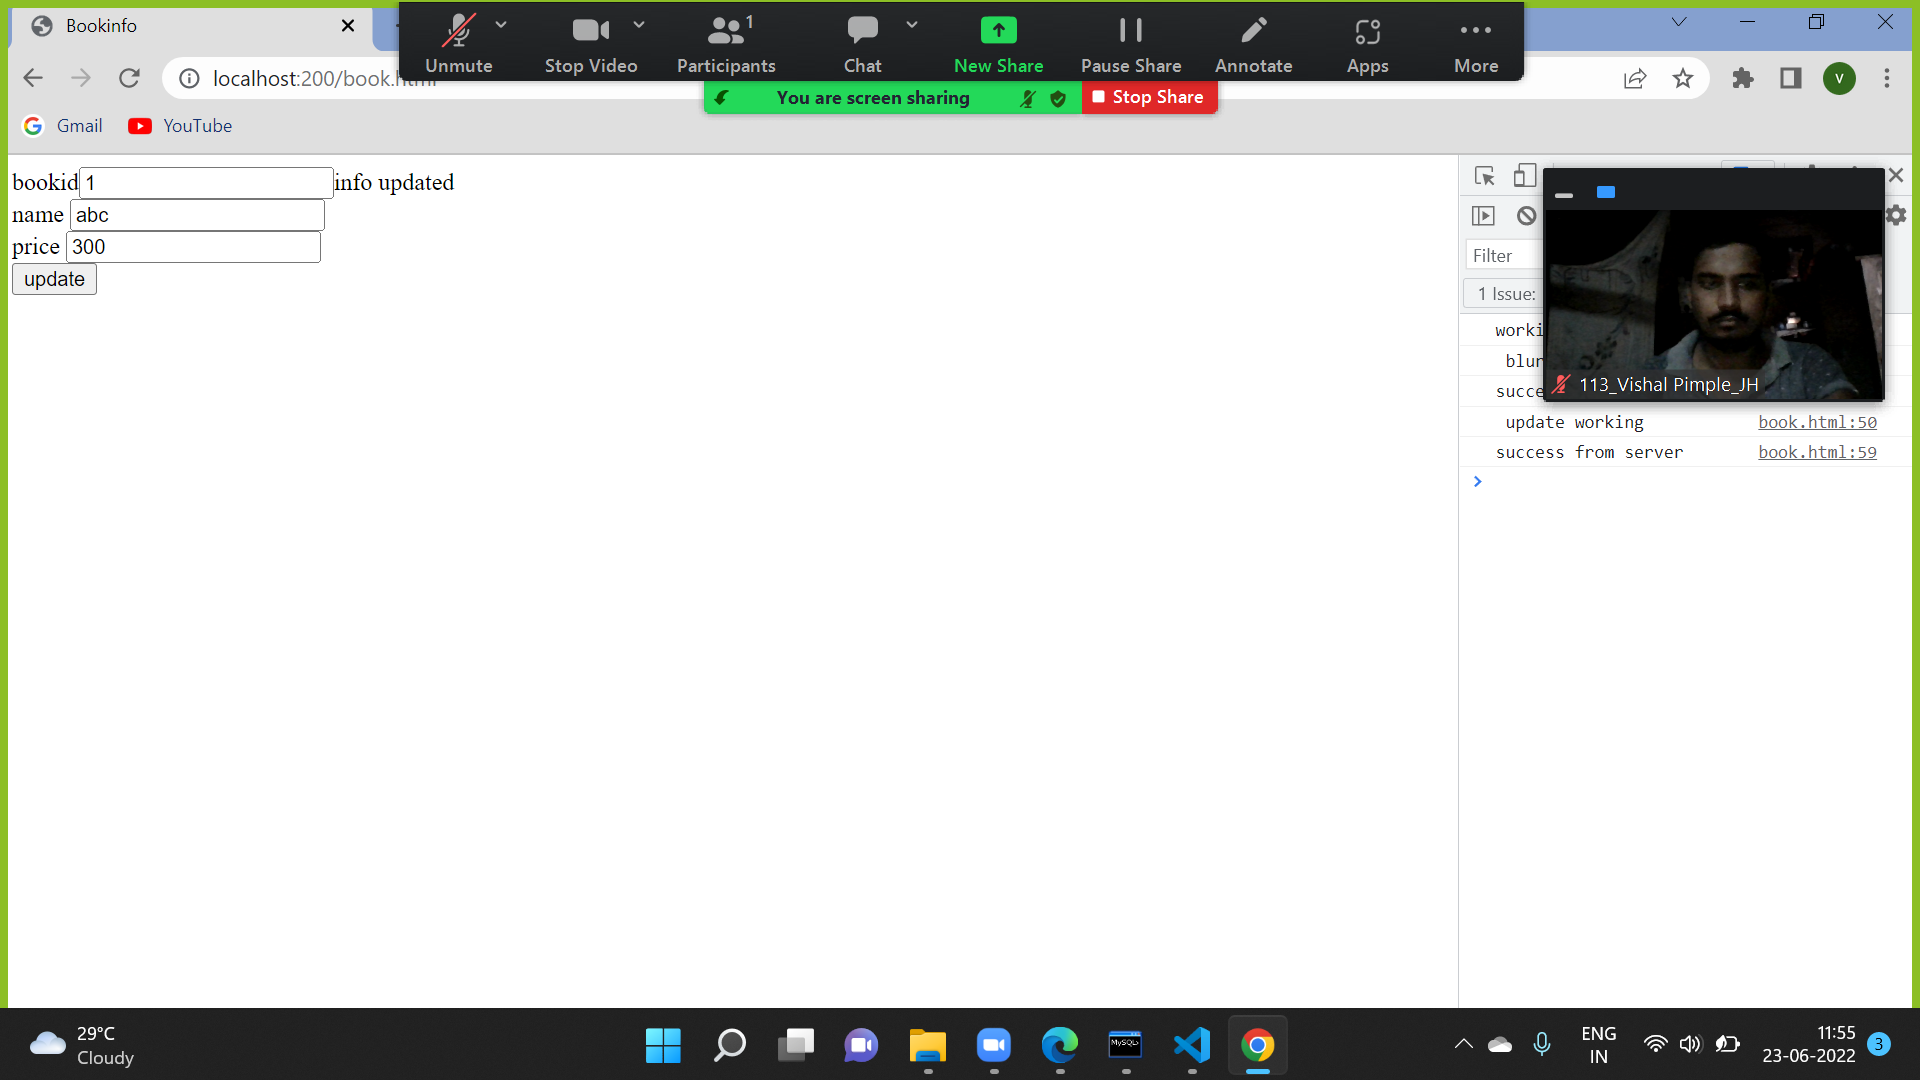 Bookinfo
Unmute
Stop Video
1
Participants
Chat
New Share
Pause Share
Annotate
Apps
More
localhost:200/book.html
You are screen sharing
Stop Share
V
Gmail
YouTube
bookid 1 info updated
name abc
price 300
update
Filter
1 Issue:
113_Vishal Pimple_JH
update working book.html:50
success from server book.html:59
29°C
Cloudy
MySQL
ENG
IN
11:55
23-06-2022
3